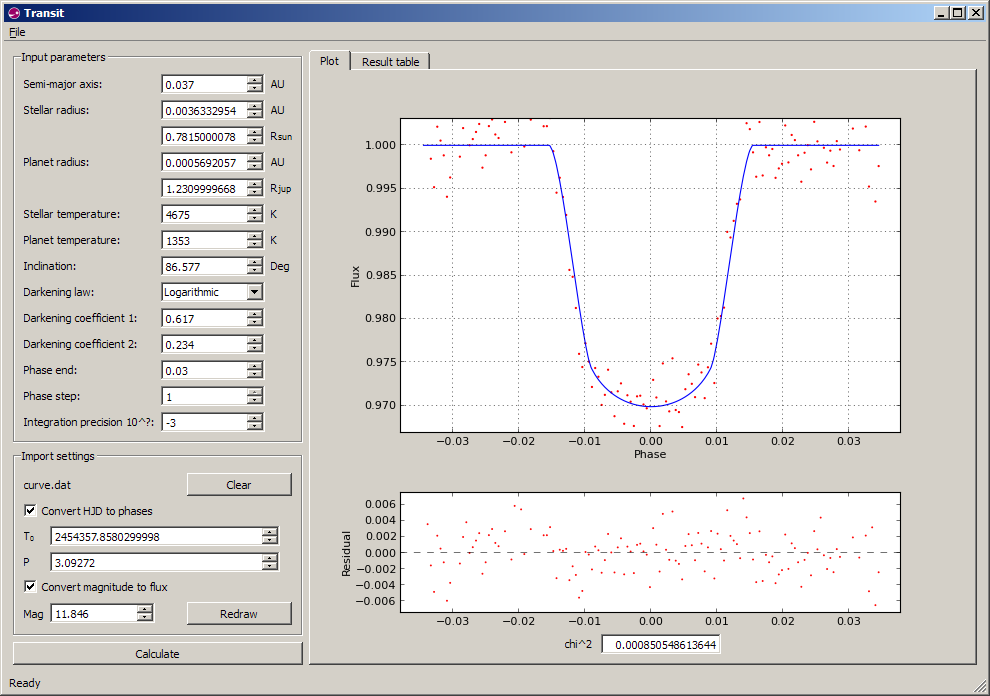 Transit
File
Input parameters
Semi-major axis: 0.037 AU
Stellar radius: 0.0036332954 AU
0.7815000078 Rsun
Planet radius: 0.0005692057 AU
1.2309999668 Rjup
Stellar temperature: 4675 K
Planet temperature: 1353 K
Inclination: 86.577 Deg
Darkening law: Logarithmic
Darkening coefficient 1: 0.617
Darkening coefficient 2: 0.234
Phase end: 0.03
Phase step: 1
Integration precision 10^?: -3
Import settings
curve.dat Clear
Convert HJD to phases
T₀ 2454357.8580299998
P 3.09272
Convert magnitude to flux
Mag 11.846 Redraw
Calculate
Ready
Plot Result table
1.000
0.995
0.990
0.985
0.980
0.975
0.970
Flux
−0.03 −0.02 −0.01 0.00 0.01 0.02 0.03
Phase
0.006
0.004
0.002
0.000
−0.002
−0.004
−0.006
Residual
−0.03 −0.02 −0.01 0.00 0.01 0.02 0.03
chi^2 0.000850548613644